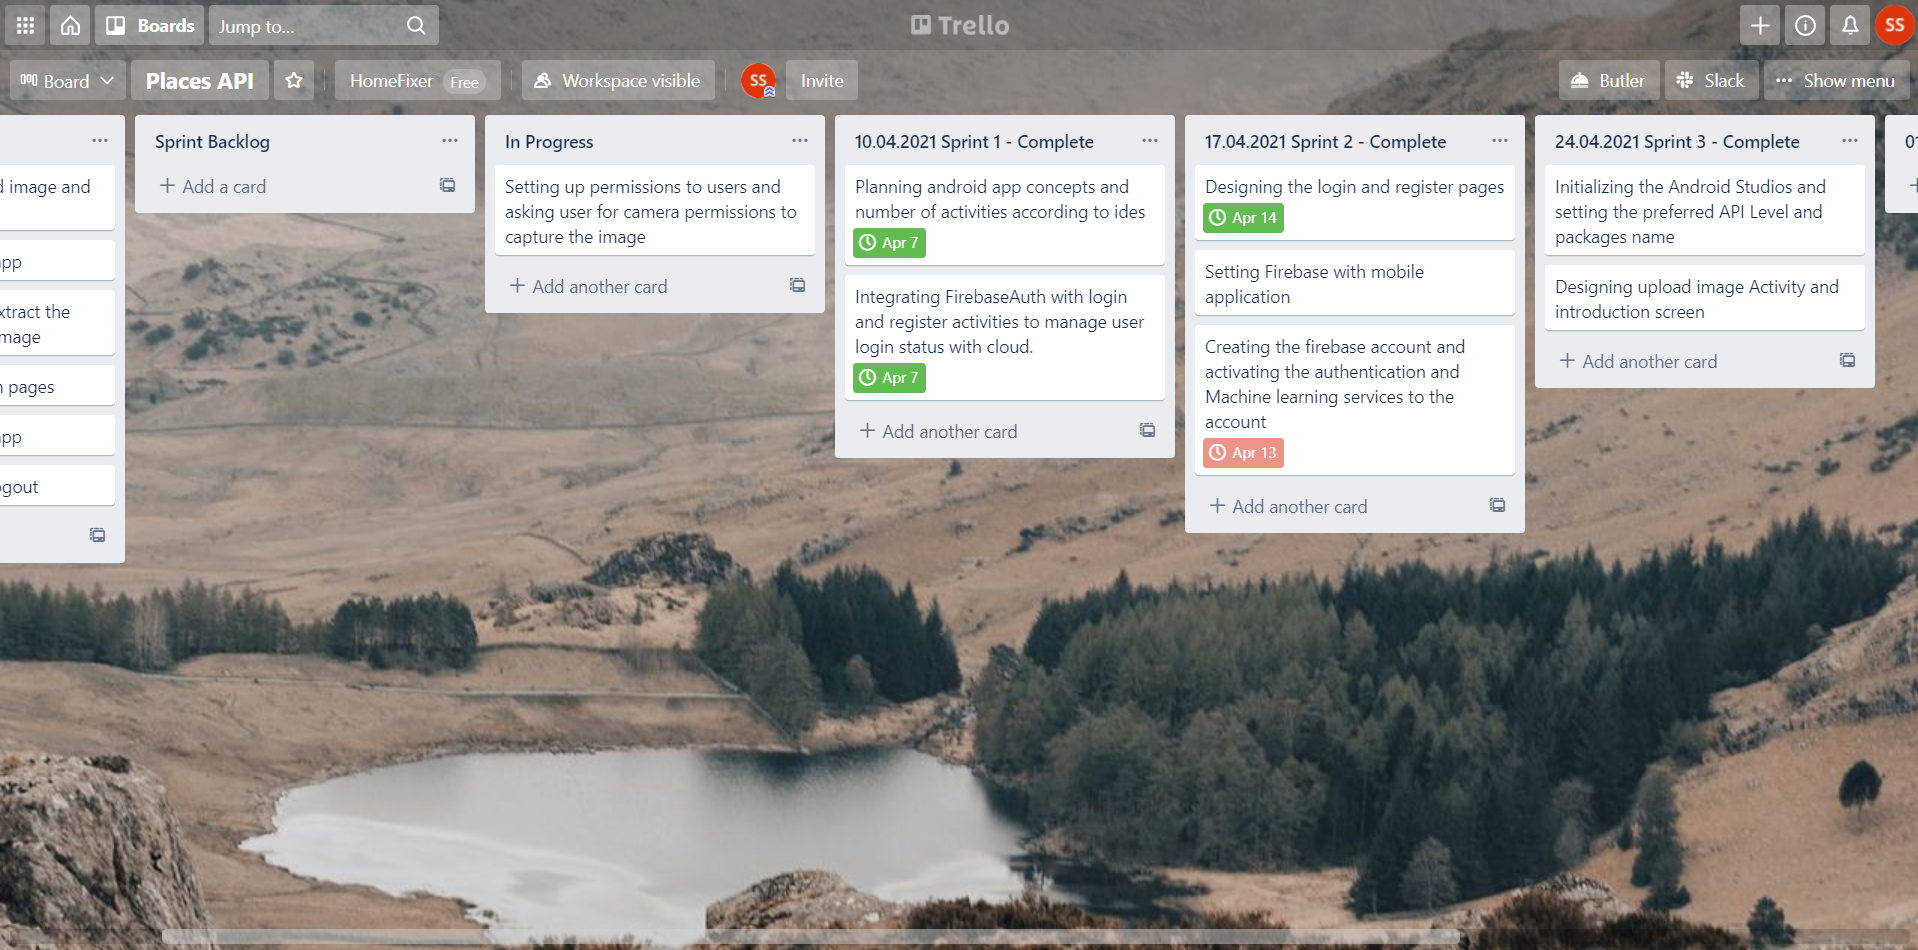 Boards
Jump to...
Trello
SS
Board
Places API
HomeFixer Free
Workspace visible
SS
Invite
Butler
Slack
Show menu
image and
pages
Sprint Backlog
Add a card
In Progress
Setting up permissions to users and
asking user for camera permissions to
capture the image
Add another card
10.04.2021 Sprint 1 - Complete
Planning android app concepts and
number of activities according to ides
Apr 7
Integrating FirebaseAuth with login
and register activities to manage user
login status with cloud.
Apr 7
Add another card
17.04.2021 Sprint 2 - Complete
Designing the login and register pages
Apr 14
Setting Firebase with mobile
application
Creating the firebase account and
activating the authentication and
Machine learning services to the
account
Apr 13
Add another card
24.04.2021 Sprint 3 - Complete
Initializing the Android Studios and
setting the preferred API Level and
packages name
Designing upload image Activity and
introduction screen
Add another card